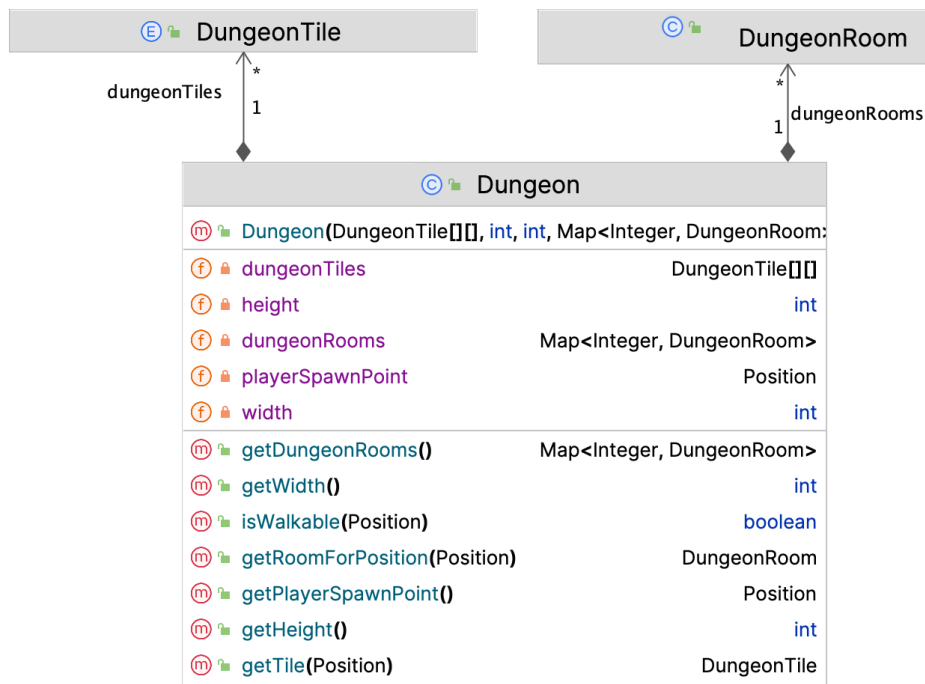 E DungeonTile
C DungeonRoom
*
dungeonTiles
1
*
dungeonRooms
1
C Dungeon
m Dungeon(DungeonTile[][], int, int, Map<Integer, DungeonRoom>
f dungeonTiles DungeonTile[][]
f height int
f dungeonRooms Map<Integer, DungeonRoom>
f playerSpawnPoint Position
f width int
m getDungeonRooms() Map<Integer, DungeonRoom>
m getWidth() int
m isWalkable(Position) boolean
m getRoomForPosition(Position) DungeonRoom
m getPlayerSpawnPoint() Position
m getHeight() int
m getTile(Position) DungeonTile